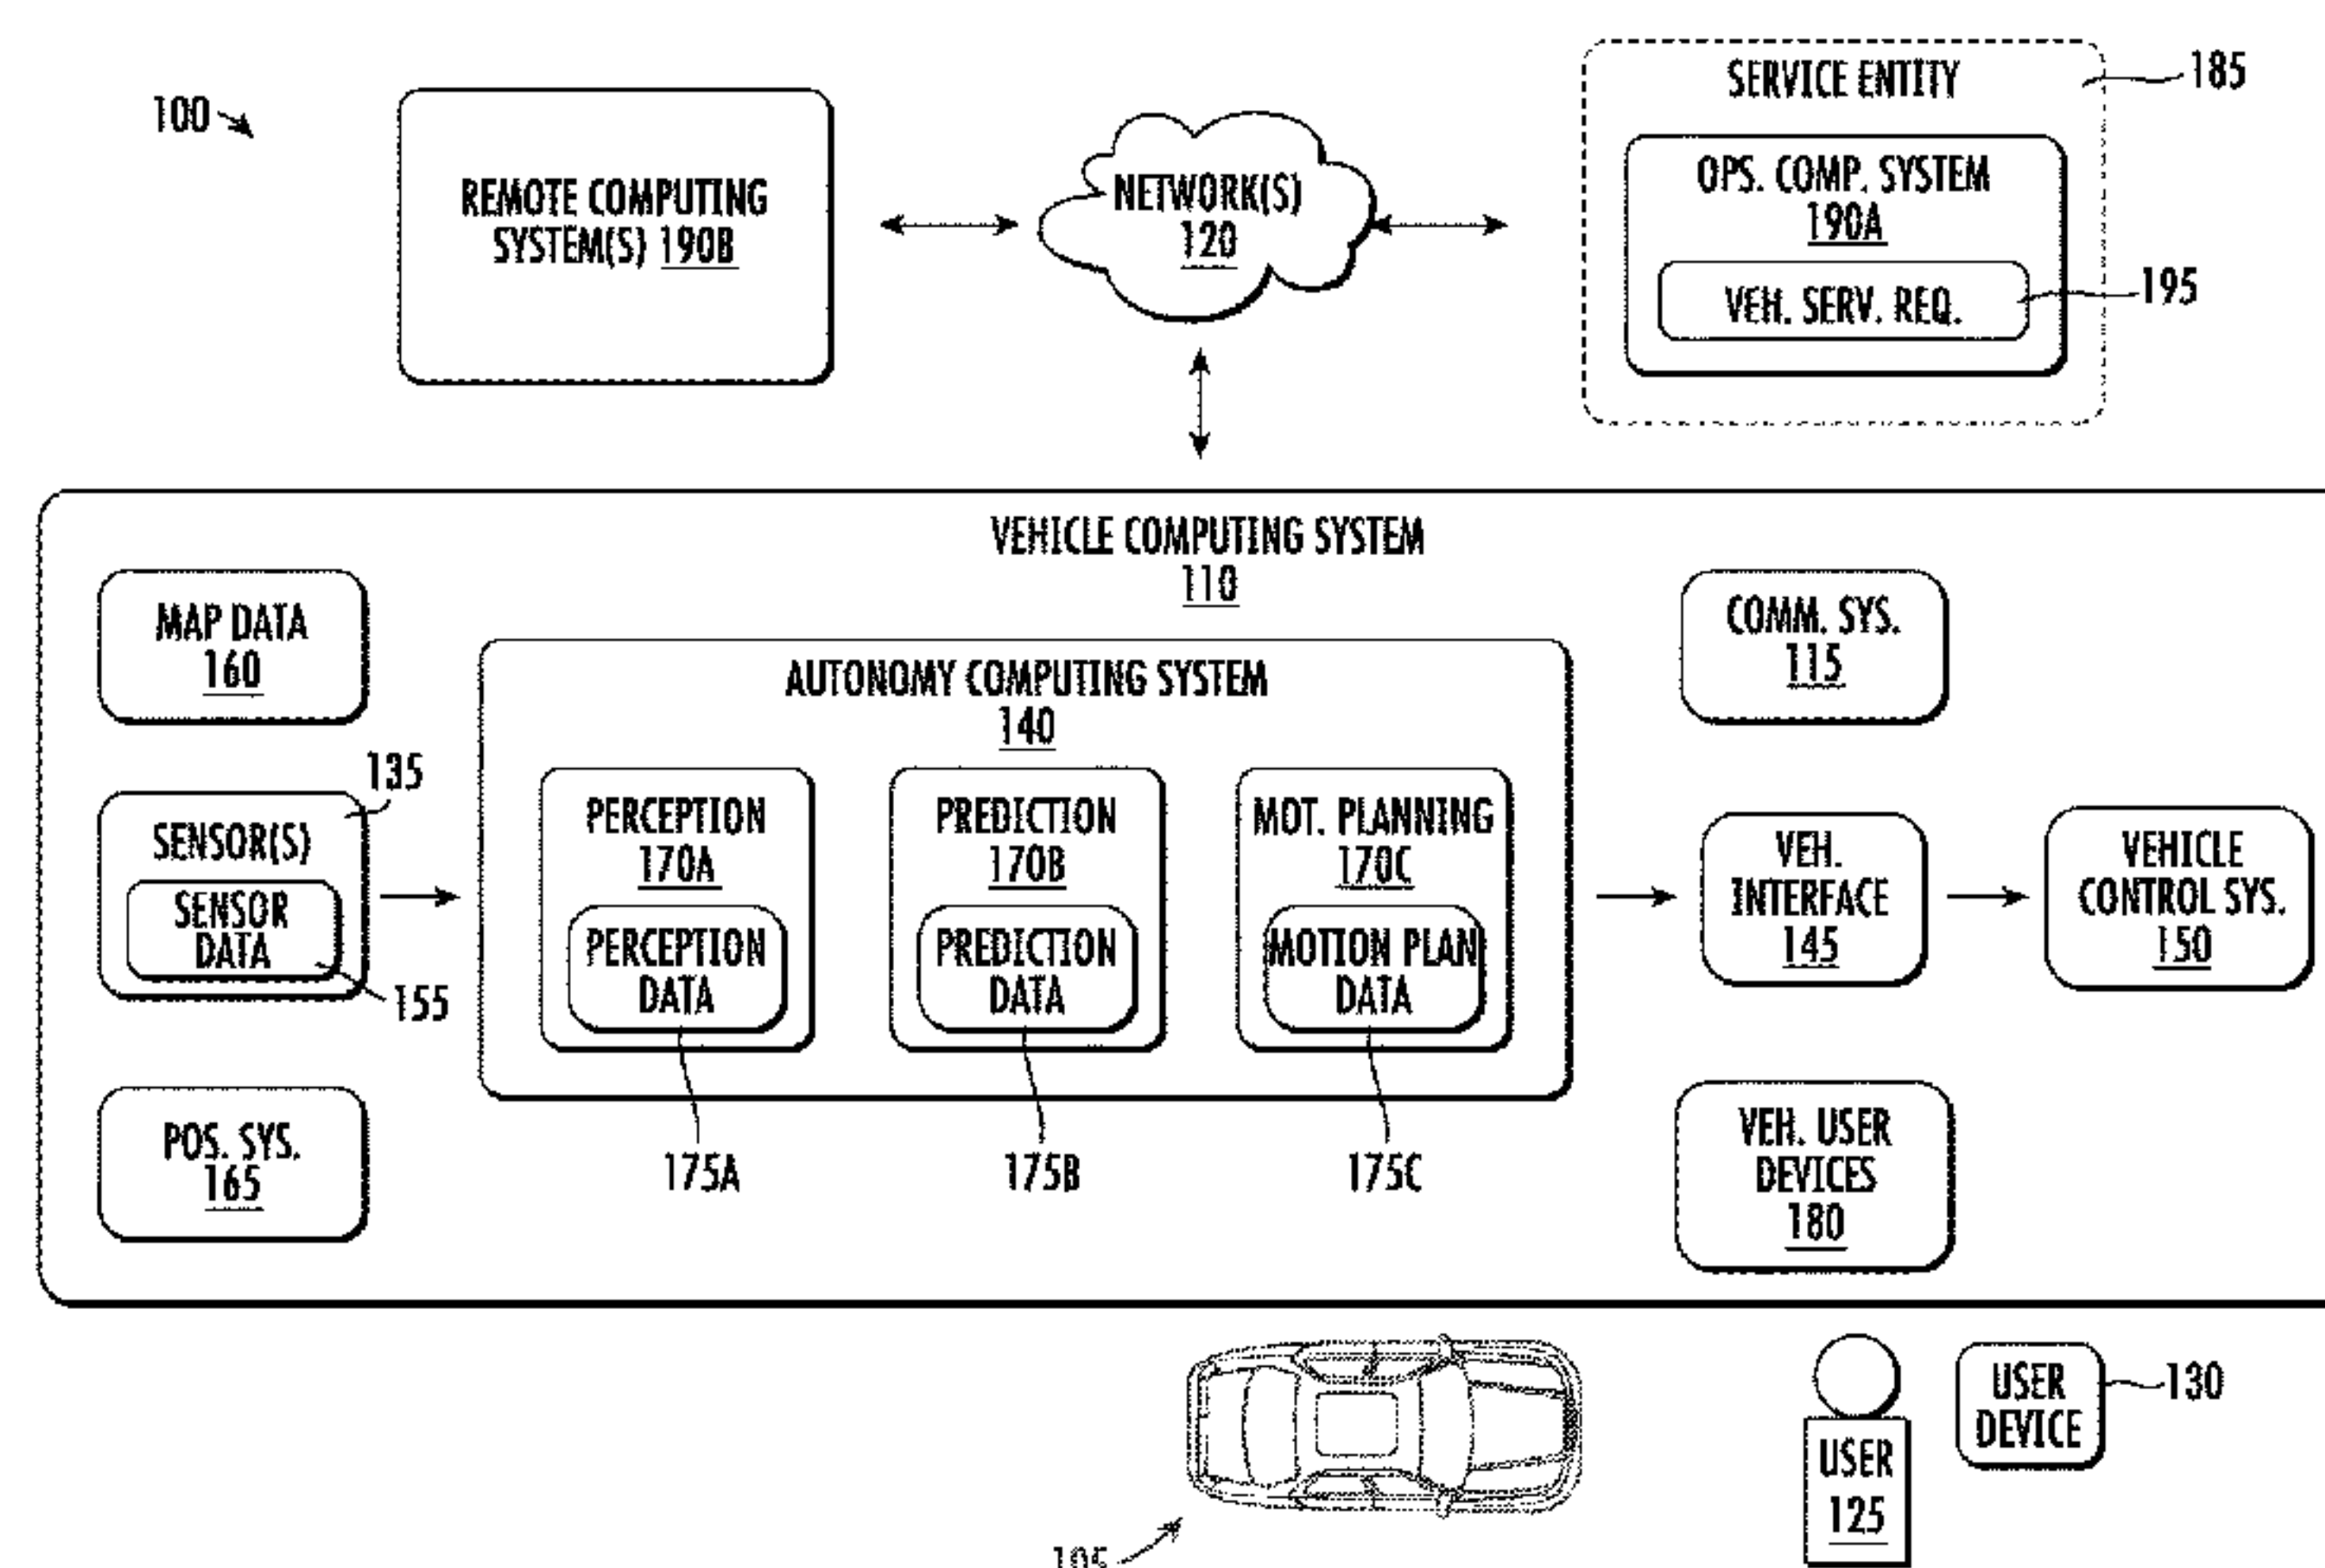 100
REMOTE COMPUTING
SYSTEM(S) 190B
NETWORK(S)
120
SERVICE ENTITY
185
OPS. COMP. SYSTEM
190A
VEH. SERV. REQ.
195
VEHICLE COMPUTING SYSTEM
110
MAP DATA
160
135
SENSOR(S)
SENSOR
DATA
155
POS. SYS.
165
AUTONOMY COMPUTING SYSTEM
140
PERCEPTION
170A
PERCEPTION
DATA
175A
PREDICTION
170B
PREDICTION
DATA
175B
MOT. PLANNING
170C
MOTION PLAN
DATA
175C
COMM. SYS.
115
VEH.
INTERFACE
145
VEHICLE
CONTROL SYS.
150
VEH. USER
DEVICES
180
USER
DEVICE
130
USER
125